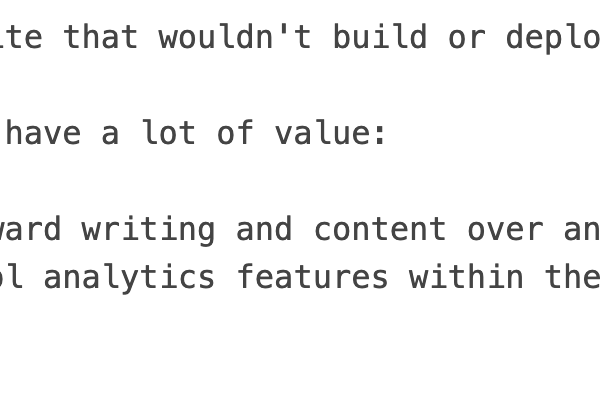 ite that wouldn't build or deplo
have a lot of value:
ward writing and content over an
ol analytics features within the